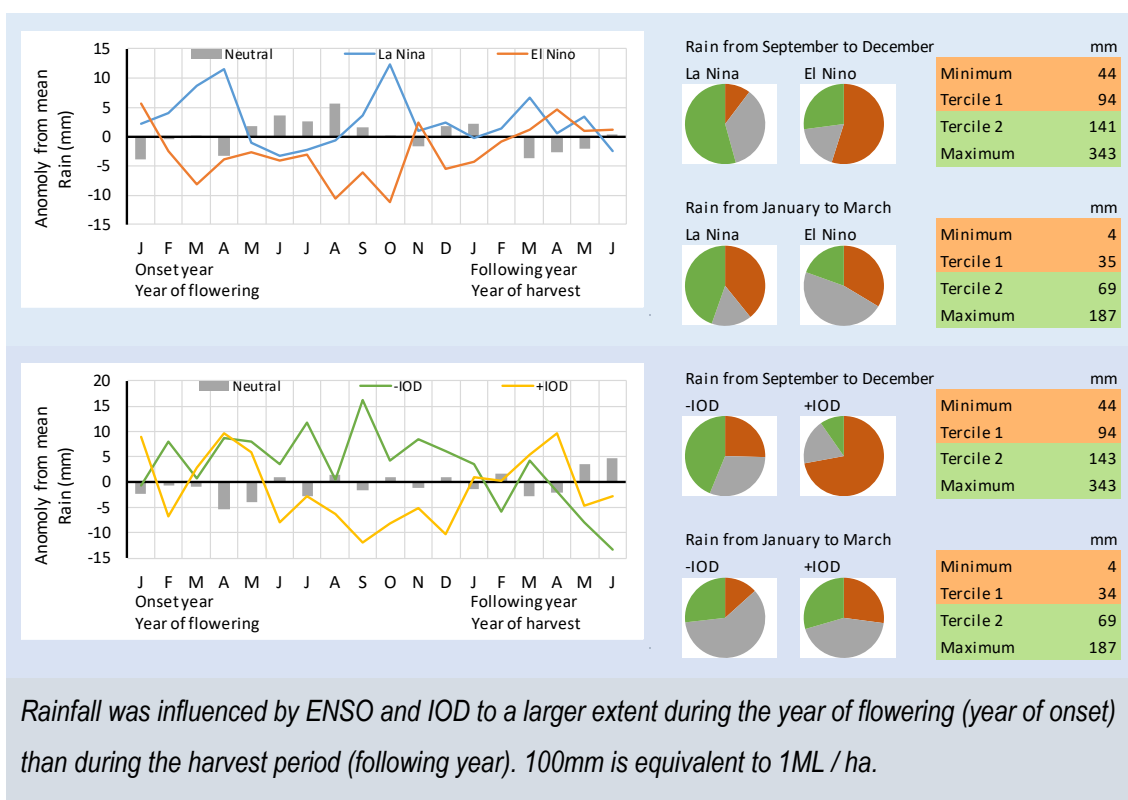 15
10
5
0
-5
-10
-15
Anomoly from mean
Rain (mm)
Neutral La Nina El Nino
J F M A M J J A S O N D J F M A M J
Onset year Following year
Year of flowering Year of harvest
Rain from September to December mm
La Nina El Nino
Minimum 44
Tercile 1 94
Tercile 2 141
Maximum 343
Rain from January to March mm
La Nina El Nino
Minimum 4
Tercile 1 35
Tercile 2 69
Maximum 187
20
15
10
5
0
-5
-10
-15
Anomoly from mean
Rain (mm)
Neutral -IOD +IOD
J F M A M J J A S O N D J F M A M J
Onset year Following year
Year of flowering Year of harvest
Rain from September to December mm
-IOD +IOD
Minimum 44
Tercile 1 94
Tercile 2 143
Maximum 343
Rain from January to March mm
-IOD +IOD
Minimum 4
Tercile 1 34
Tercile 2 69
Maximum 187
Rainfall was influenced by ENSO and IOD to a larger extent during the year of flowering (year of onset)
than during the harvest period (following year). 100mm is equivalent to 1ML / ha.